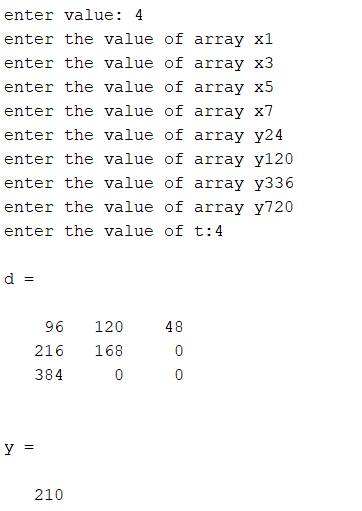 enter value: 4
enter the value of array x1
enter the value of array x3
enter the value of array x5
enter the value of array x7
enter the value of array y24
enter the value of array y120
enter the value of array y336
enter the value of array y720
enter the value of t:4
d =
96 120 48
216 168 0
384 0 0
y =
210